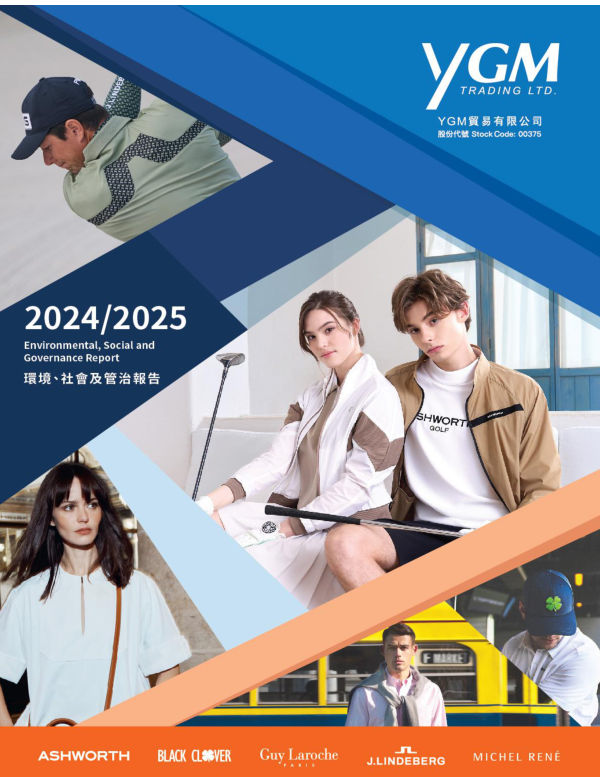 YGM
TRADING LTD.
YGM貿易有限公司
股份代號 Stock Code: 00375
2024/2025
Environmental, Social and
Governance Report
環境、社會及管治報告
ASHWORTH
GOLF
F MARKET
ASHWORTH
BLACK CLOVER
Guy Laroche
PARIS
J.LINDEBERG
MICHEL RENÉ